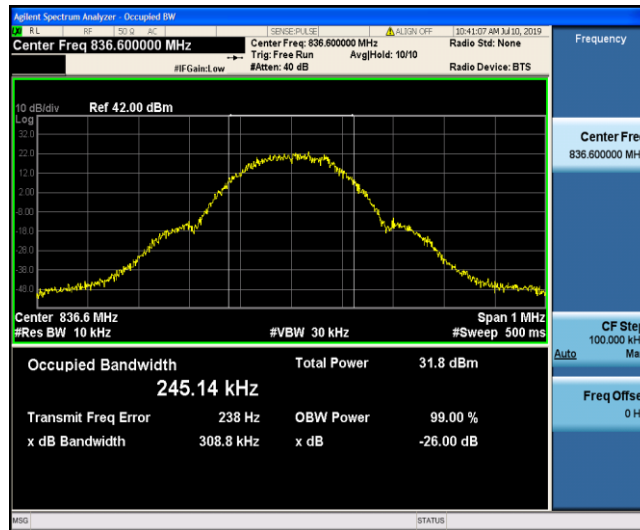 Agilent Spectrum Analyzer - Occupied BW
RL RF 50 Ω AC SENSE:PULSE ALIGN OFF 10:41:07 AM Jul 10, 2019
Center Freq 836.600000 MHz
Center Freq: 836.600000 MHz
Radio Std: None
Trig: Free Run Avg|Hold: 10/10
#IFGain:Low #Atten: 40 dB Radio Device: BTS
10 dB/div Ref 42.00 dBm
Log
32.0
22.0
12.0
2.00
-8.00
-18.0
-28.0
-38.0
-48.0
Center 836.6 MHz Span 1 MHz
#Res BW 10 kHz #VBW 30 kHz #Sweep 500 ms
Occupied Bandwidth Total Power 31.8 dBm
245.14 kHz
Transmit Freq Error 238 Hz OBW Power 99.00 %
x dB Bandwidth 308.8 kHz x dB -26.00 dB
MSG STATUS
Frequency
Center Fre
836.600000 MH
CF Step
100.000 kH
Auto Ma
Freq Offse
0 H